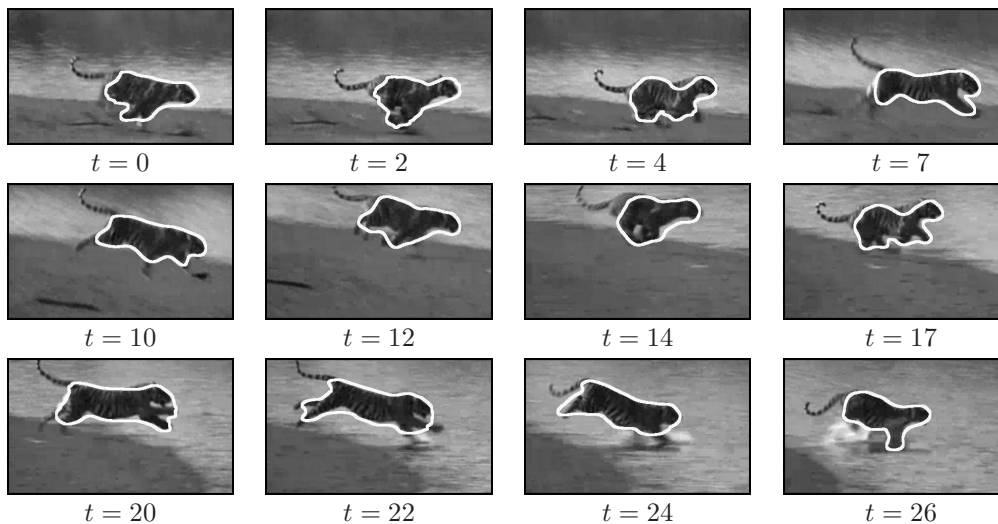 t = 0
t = 2
t = 4
t = 7
t = 10
t = 12
t = 14
t = 17
t = 20
t = 22
t = 24
t = 26